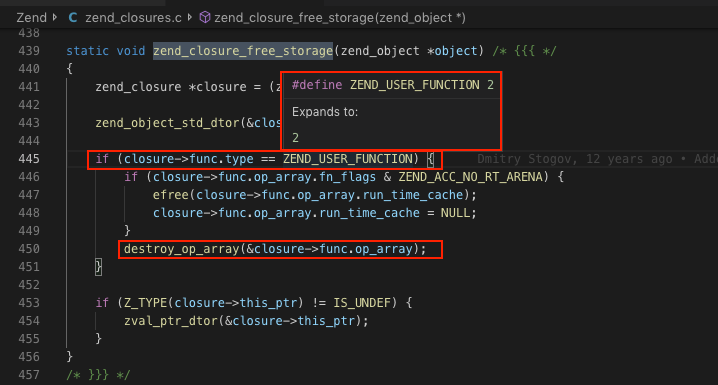 Zend > C zend_closures.c > zend_closure_free_storage(zend_object *)
438
439 static void zend_closure_free_storage(zend_object *object) /* {{{ */
440 {
441 zend_closure *closure = (z
#define ZEND_USER_FUNCTION 2
442
Expands to:
443 zend_object_std_dtor(&clos
2
444
445 if (closure->func.type == ZEND_USER_FUNCTION) { Dmitry Stogov, 12 years ago • Adde
446 if (closure->func.op_array.fn_flags & ZEND_ACC_NO_RT_ARENA) {
447 efree(closure->func.op_array.run_time_cache);
448 closure->func.op_array.run_time_cache = NULL;
449 }
450 destroy_op_array(&closure->func.op_array);
451 }
452
453 if (Z_TYPE(closure->this_ptr) != IS_UNDEF) {
454 zval_ptr_dtor(&closure->this_ptr);
455 }
456 }
457 /* }}} */